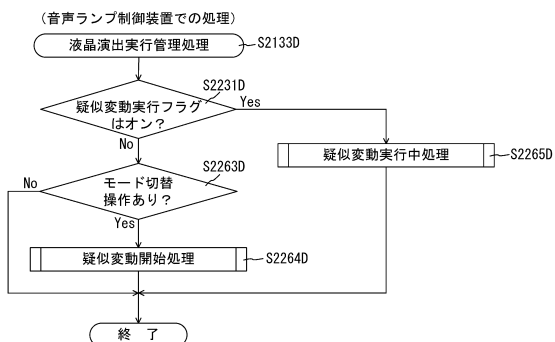 （音声ランプ制御装置での処理）
液晶演出実行管理処理
S2133D
S2231D
疑似変動実行フラグ
はオン？
Yes
No
疑似変動実行中処理
S2265D
S2263D
モード切替
操作あり？
No
Yes
疑似変動開始処理
S2264D
終 了